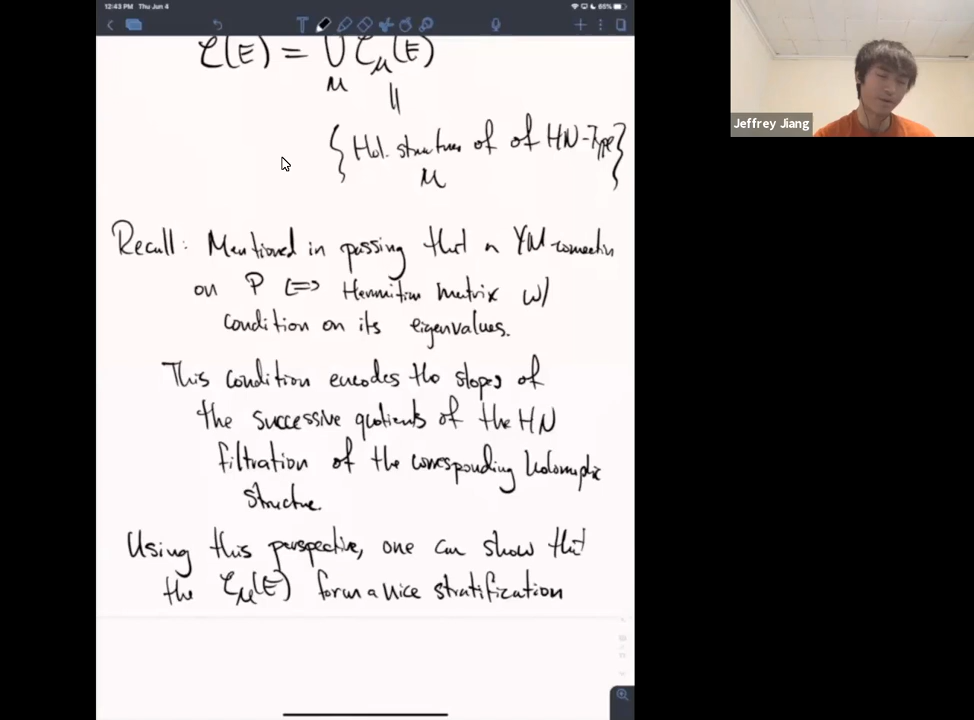 12:43 PM Thu Jun 4
85%
Jeffrey Jiang
C(E) = ∪ C_μ(E)
μ
||
{ Hol. structures of of HN-Type }
μ
Recall: Mentioned in passing that a YM-connection
on P <=> Hermitian matrix w/
condition on its eigenvalues.
This condition encodes the slopes of
the successive quotients of the HN
filtration of the corresponding holomorphic
structure.
Using this perspective, one can show that
the C_μ(E) form a nice stratification